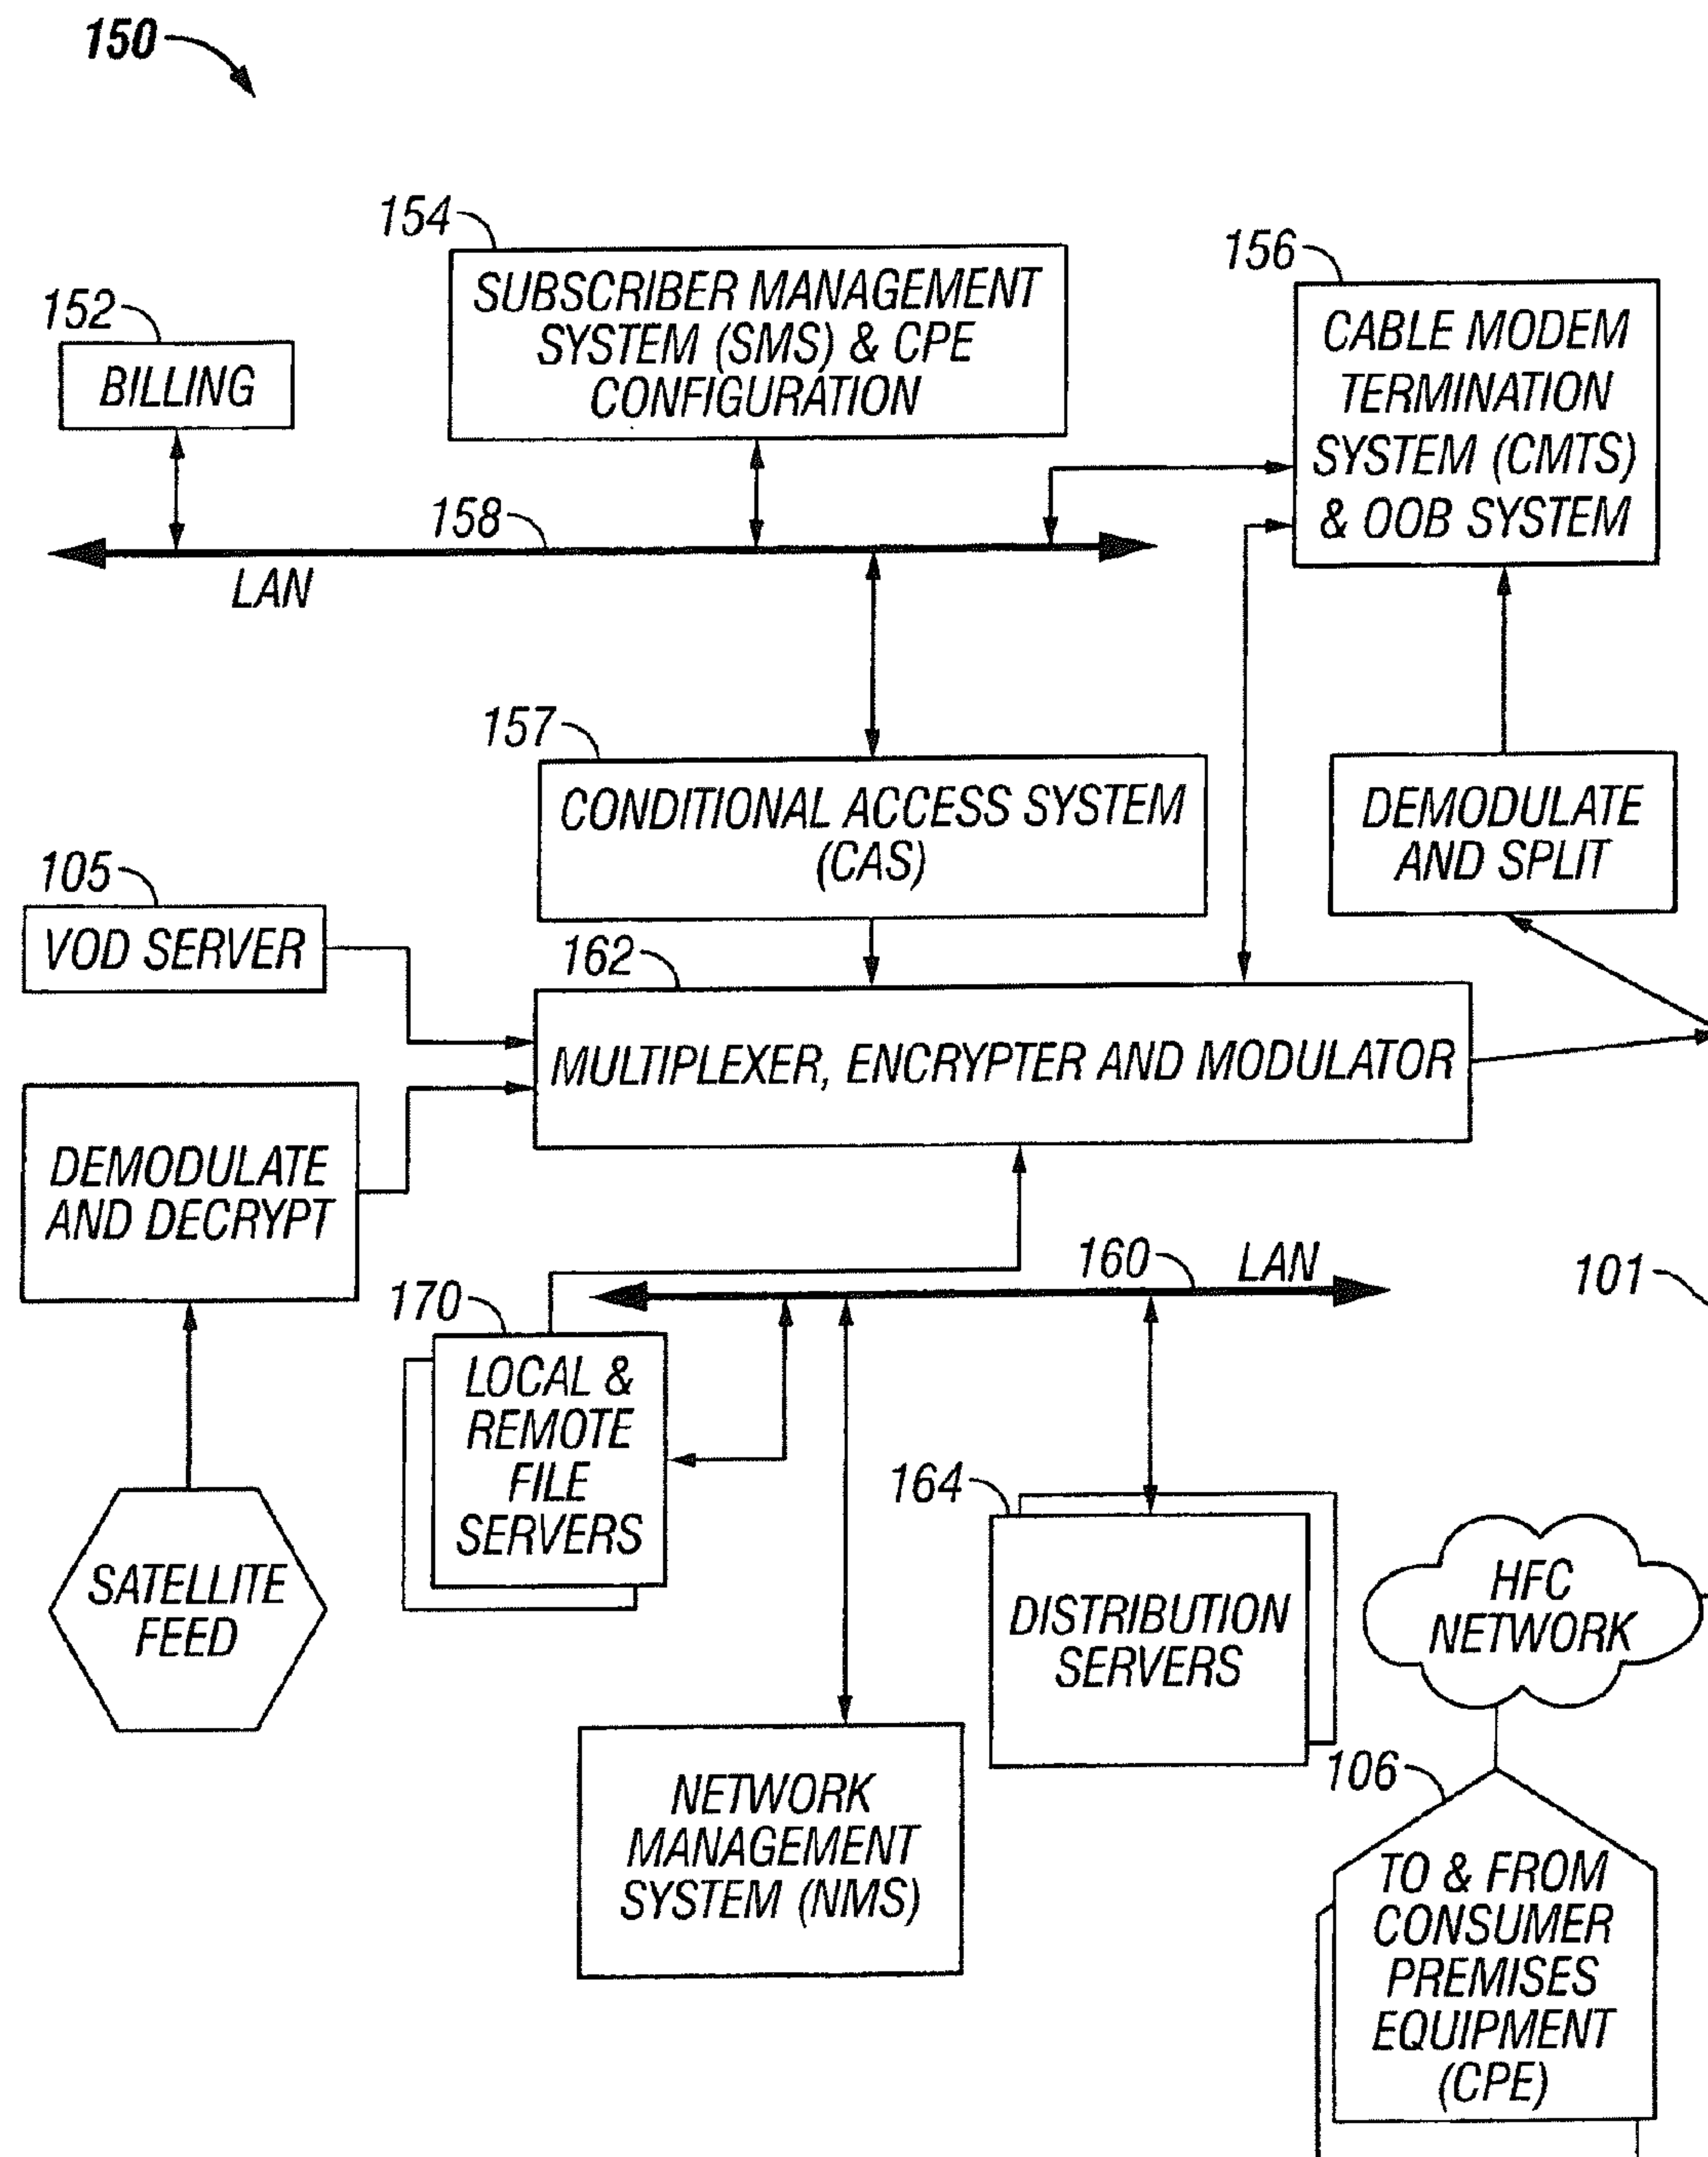 150
154
SUBSCRIBER MANAGEMENT
SYSTEM (SMS) & CPE
CONFIGURATION
156
CABLE MODEM
TERMINATION
SYSTEM (CMTS)
& OOB SYSTEM
152
BILLING
158
LAN
157
CONDITIONAL ACCESS SYSTEM
(CAS)
DEMODULATE
AND SPLIT
105
VOD SERVER
162
MULTIPLEXER, ENCRYPTER AND MODULATOR
DEMODULATE
AND DECRYPT
160
LAN
101
170
LOCAL &
REMOTE
FILE
SERVERS
164
DISTRIBUTION
SERVERS
SATELLITE
FEED
HFC
NETWORK
NETWORK
MANAGEMENT
SYSTEM (NMS)
106
TO & FROM
CONSUMER
PREMISES
EQUIPMENT
(CPE)